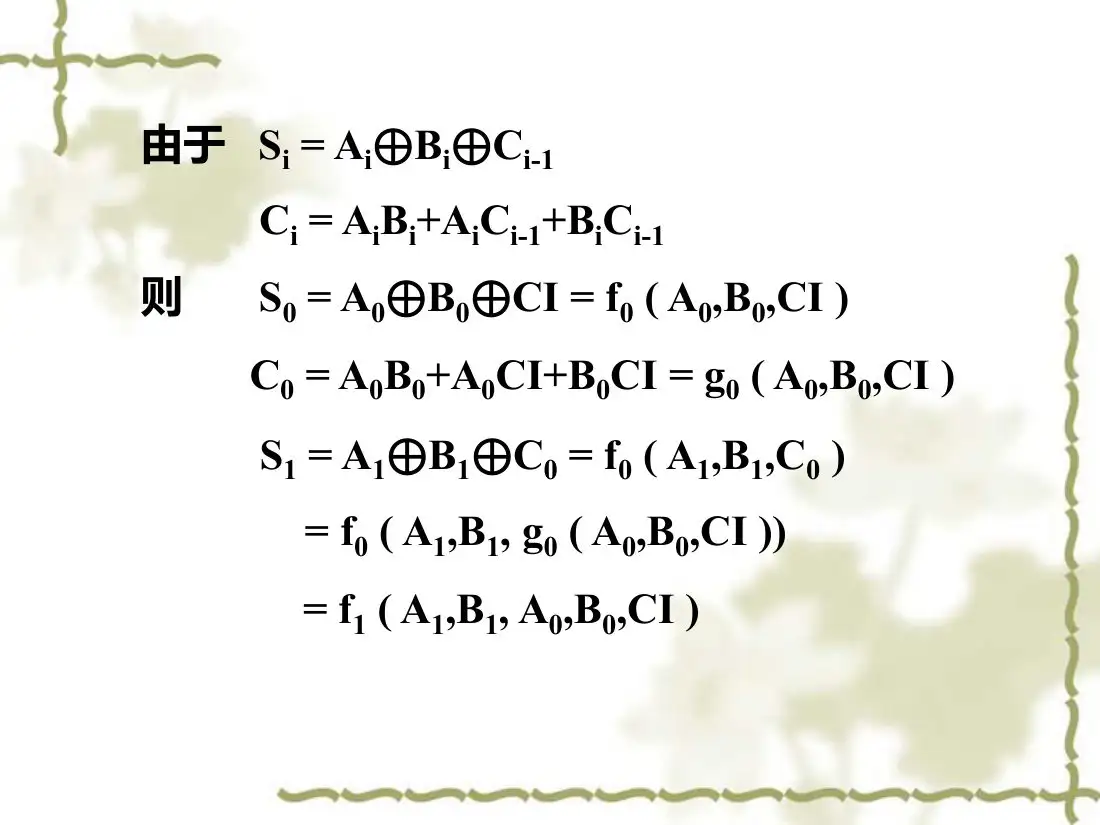 由于 Sᵢ = Aᵢ⊕Bᵢ⊕Cᵢ₋₁
Cᵢ = AᵢBᵢ+AᵢCᵢ₋₁+BᵢCᵢ₋₁
则 S₀ = A₀⊕B₀⊕CI = f₀ ( A₀,B₀,CI )
C₀ = A₀B₀+A₀CI+B₀CI = g₀ ( A₀,B₀,CI )
S₁ = A₁⊕B₁⊕C₀ = f₀ ( A₁,B₁,C₀ )
= f₀ ( A₁,B₁, g₀ ( A₀,B₀,CI ))
= f₁ ( A₁,B₁, A₀,B₀,CI )